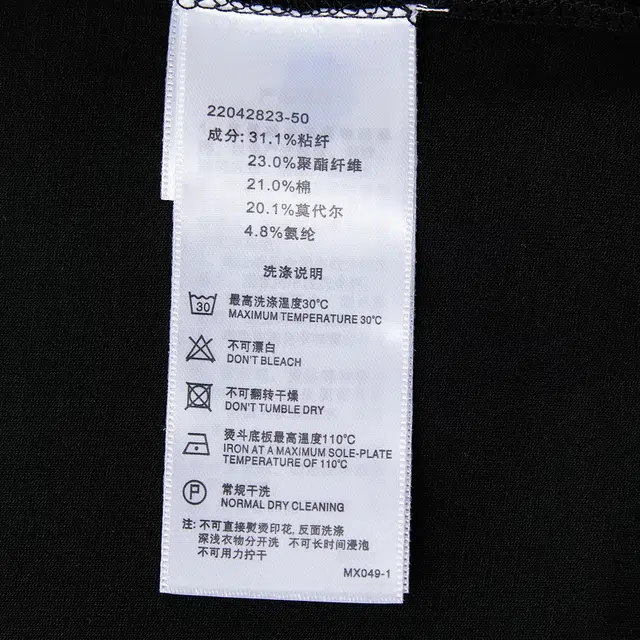 22042823-50
成分: 31.1%粘纤
23.0%聚酯纤维
21.0%棉
20.1%莫代尔
4.8%氨纶
洗涤说明
30
最高洗涤温度30℃
MAXIMUM TEMPERATURE 30℃
不可漂白
DON'T BLEACH
不可翻转干燥
DON'T TUMBLE DRY
熨斗底板最高温度110℃
IRON AT A MAXIMUM SOLE-PLATE
TEMPERATURE OF 110℃
P
常规干洗
NORMAL DRY CLEANING
注: 不可直接熨烫印花, 反面洗涤
深浅衣物分开洗 不可长时间浸泡
不可用力拧干
MX049-1